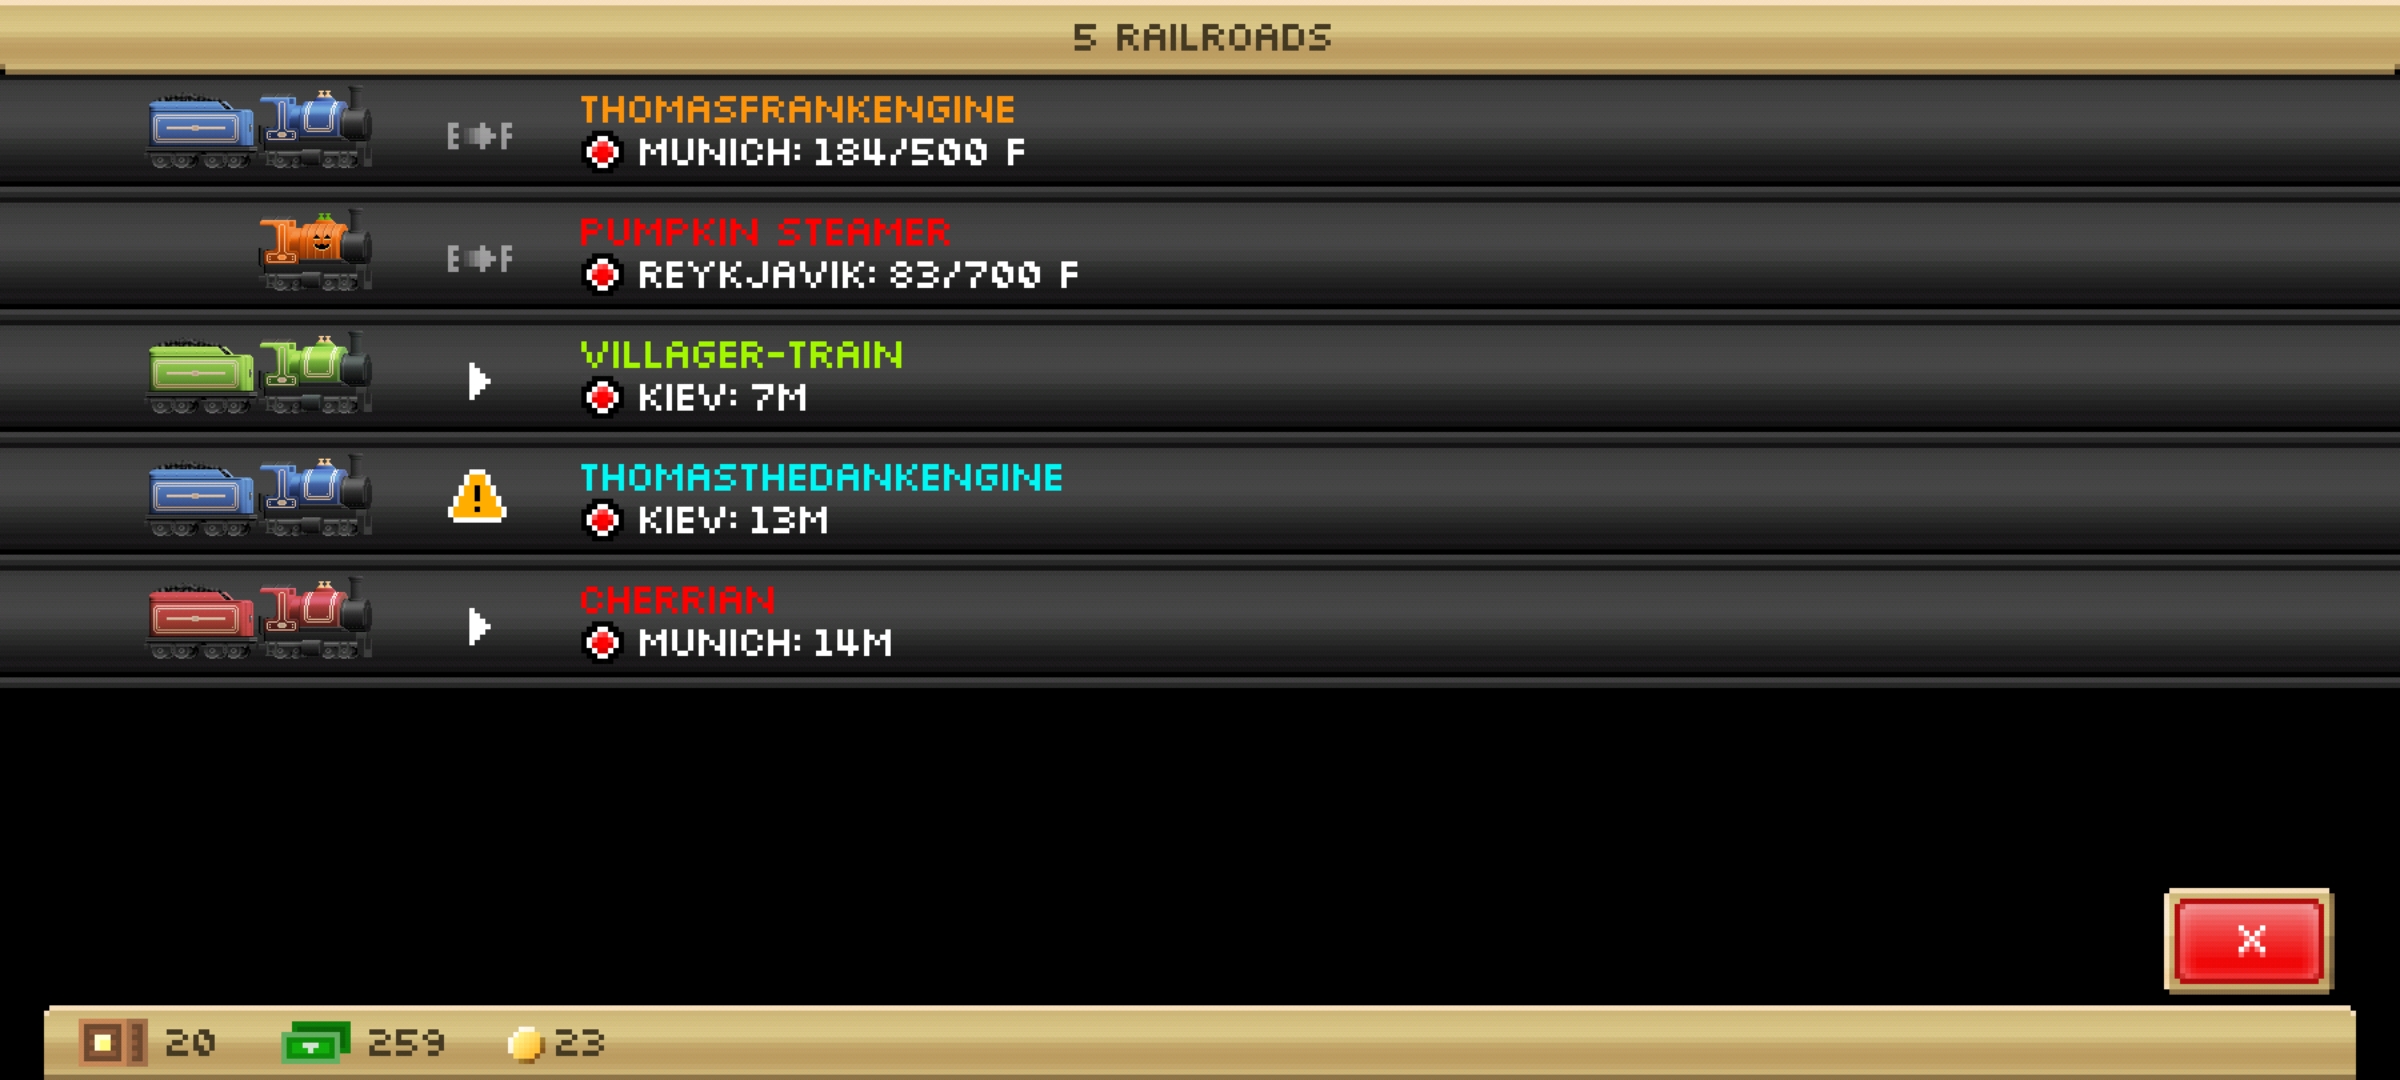 5 RAILROADS
THOMASFRANKENGINE
E F
MUNICH: 184/500 F
PUMPKIN STEAMER
E F
REYKJAVIK: 83/700 F
VILLAGER-TRAIN
KIEV: 7M
THOMASTHEDANKENGINE
!
KIEV: 13M
CHERRIAN
MUNICH: 14M
X
20 259 23